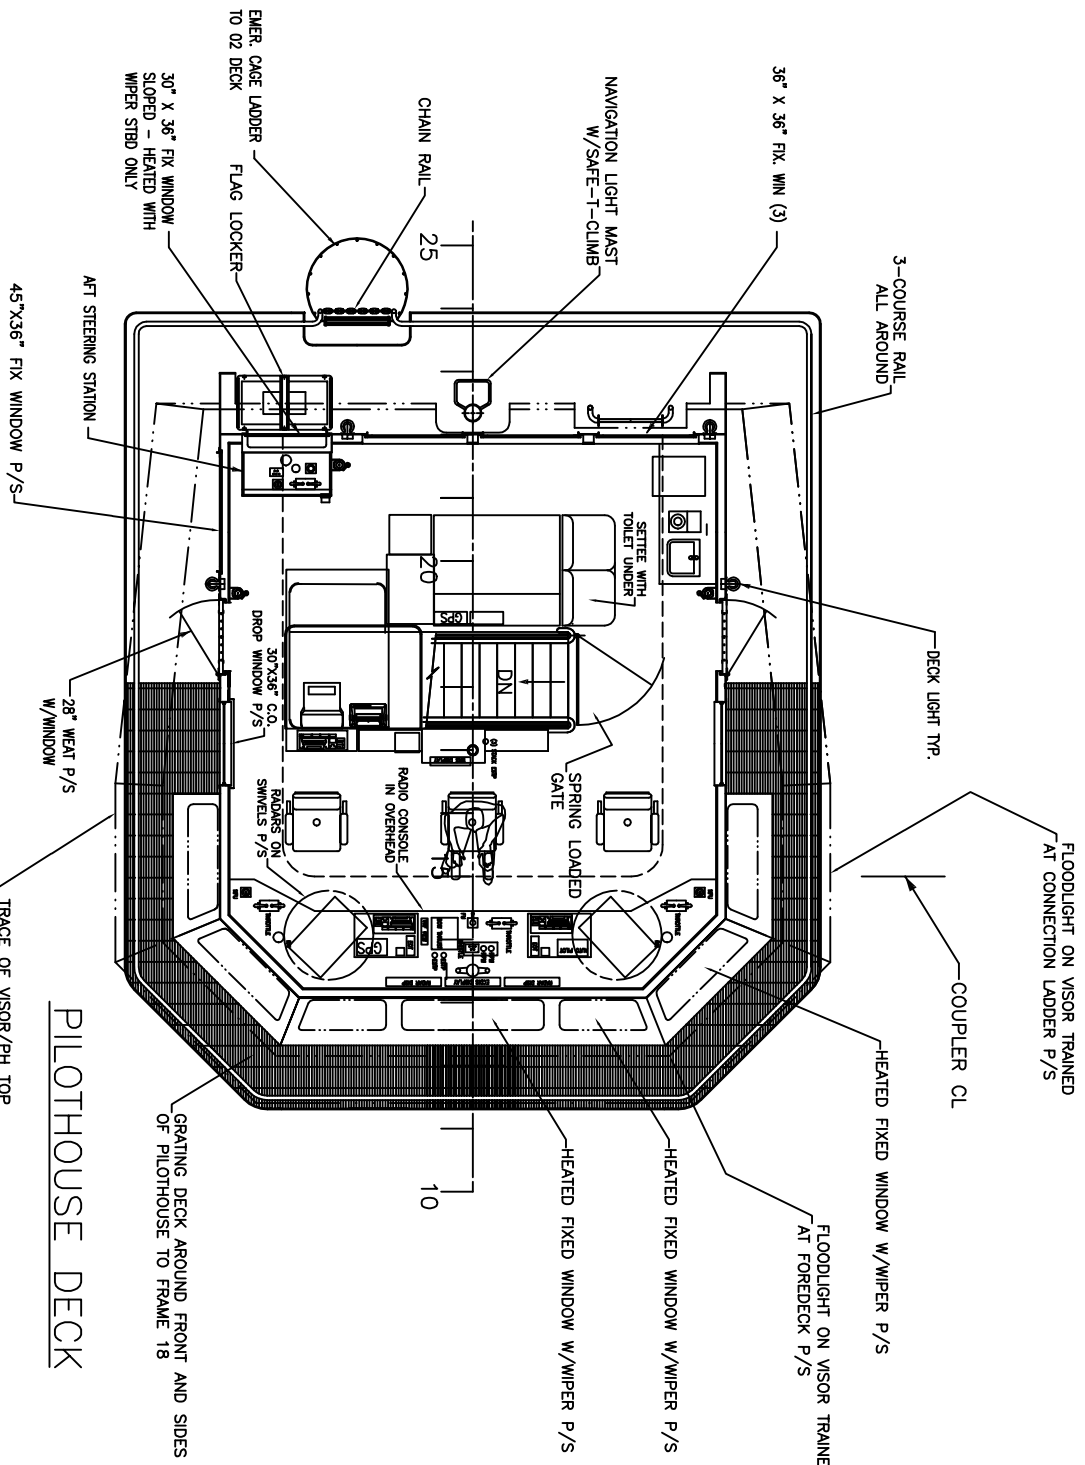 EMER. CAGE LADDER
TO 02 DECK
30" X 36" FIX WINDOW
SLOPED - HEATED WITH
WIPER STBD ONLY
FLAG LOCKER
CHAIN RAIL
NAVIGATION LIGHT MAST
W/SAFE-T-CLIMB
36" X 36" FIX. WIN (3)
3-COURSE RAIL
ALL AROUND
AFT STEERING STATION
45"X36" FIX WINDOW P/S
25
20
10
SETTEE WITH
TOILET UNDER
GPS
DN
30"X36" C.O.
DROP WINDOW P/S
28" WEAT P/S
W/WINDOW
DECK LIGHT TYP.
SPRING LOADED
GATE
RADIO CONSOLE
IN OVERHEAD
RADARS ON
SWIVELS P/S
THROTTLE
THROTTLE
THROTTLE
GPS
AUTO PILOT
FLOODLIGHT ON VISOR TRAINED
AT CONNECTION LADDER P/S
COUPLER CL
HEATED FIXED WINDOW W/WIPER P/S
FLOODLIGHT ON VISOR TRAINE
AT FOREDECK P/S
HEATED FIXED WINDOW W/WIPER P/S
HEATED FIXED WINDOW W/WIPER P/S
GRATING DECK AROUND FRONT AND SIDES
OF PILOTHOUSE TO FRAME 18
TRACE OF VISOR/PH TOP
PILOTHOUSE DECK